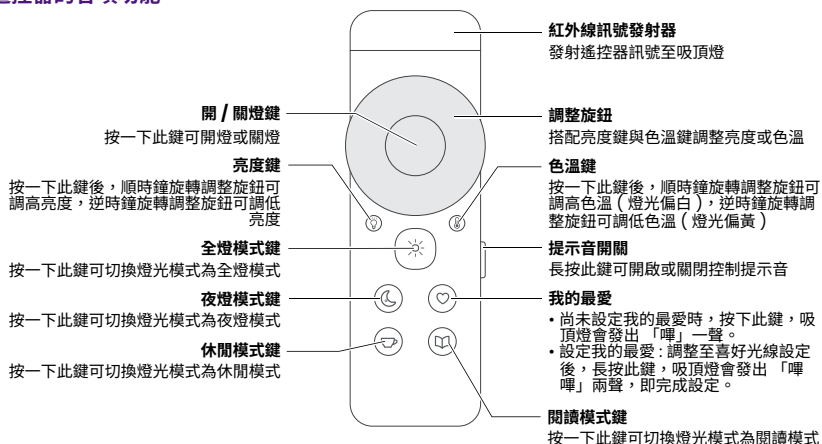 遙控器的各項功能
紅外線訊號發射器
發射遙控器訊號至吸頂燈
開 / 關燈鍵
按一下此鍵可開燈或關燈
調整旋鈕
搭配亮度鍵與色溫鍵調整亮度或色溫
亮度鍵
按一下此鍵後，順時鐘旋轉調整旋鈕可
調高亮度，逆時鐘旋轉調整旋鈕可調低
亮度
色溫鍵
按一下此鍵後，順時鐘旋轉調整旋鈕可
調高色溫 ( 燈光偏白 )，逆時鐘旋轉調
整旋鈕可調低色溫 ( 燈光偏黃 )
全燈模式鍵
按一下此鍵可切換燈光模式為全燈模式
提示音開關
長按此鍵可開啟或關閉控制提示音
夜燈模式鍵
按一下此鍵可切換燈光模式為夜燈模式
我的最愛
• 尚未設定我的最愛時，按下此鍵，吸
頂燈會發出 「嗶」一聲。
• 設定我的最愛 : 調整至喜好光線設定
後，長按此鍵，吸頂燈會發出 「嗶
嗶」兩聲，即完成設定。
休閒模式鍵
按一下此鍵可切換燈光模式為休閒模式
閱讀模式鍵
按一下此鍵可切換燈光模式為閱讀模式